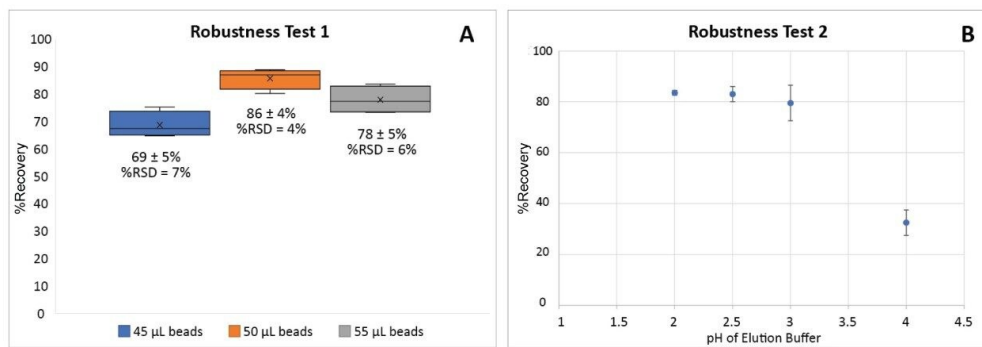 Robustness Test 1
A
%Recovery
100
90
80
70
60
50
40
30
20
10
0
69 ± 5%
%RSD = 7%
86 ± 4%
%RSD = 4%
78 ± 5%
%RSD = 6%
45 µL beads
50 µL beads
55 µL beads
Robustness Test 2
B
%Recovery
100
80
60
40
20
0
1 1.5 2 2.5 3 3.5 4 4.5
pH of Elution Buffer